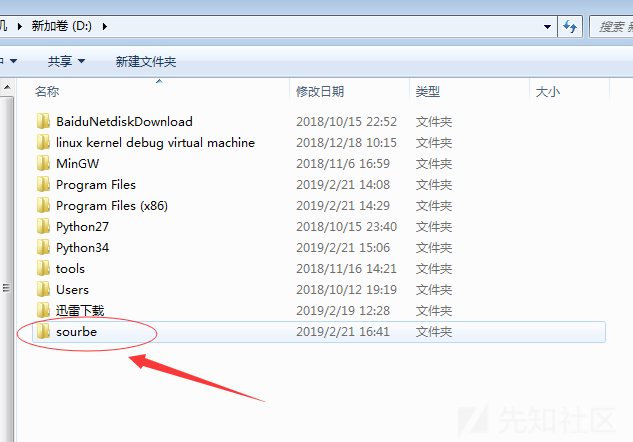 机 ▸ 新加卷 (D:) ▸ 搜索 新
中 ▾ 共享 ▾ 新建文件夹
名称 修改日期 类型 大小
BaiduNetdiskDownload 2018/10/15 22:52 文件夹
linux kernel debug virtual machine 2018/12/18 10:15 文件夹
MinGW 2018/11/6 16:59 文件夹
Program Files 2019/2/21 14:08 文件夹
Program Files (x86) 2019/2/21 14:29 文件夹
Python27 2018/10/15 23:40 文件夹
Python34 2019/2/21 15:06 文件夹
tools 2018/11/16 14:21 文件夹
Users 2018/10/12 19:19 文件夹
迅雷下载 2019/2/19 12:28 文件夹
sourbe 2019/2/21 16:41 文件夹
先知社区